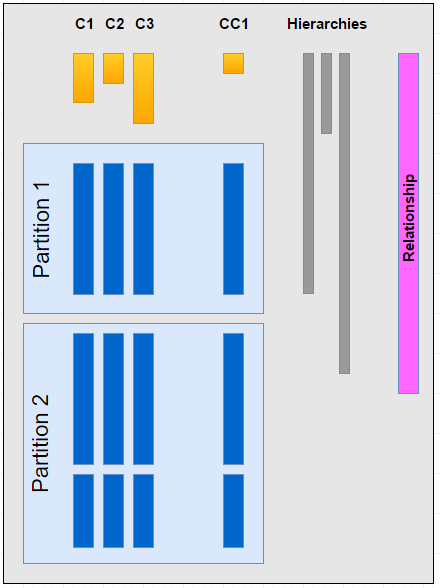 C1 C2 C3 CC1 Hierarchies
Relationship
Partition 1
Partition 2